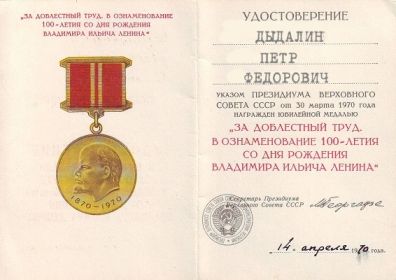 „ЗА ДОБЛЕСТНЫЙ ТРУД. В ОЗНАМЕНОВАНИЕ
100-ЛЕТИЯ СО ДНЯ РОЖДЕНИЯ
ВЛАДИМИРА ИЛЬИЧА ЛЕНИНА“
1870-1970
УДОСТОВЕРЕНИЕ
ДЫДАЛИН
ПЕТР
ФЕДОРОВИЧ
УКАЗОМ ПРЕЗИДИУМА ВЕРХОВНОГО
СОВЕТА СССР от 30 марта 1970 года
НАГРАЖДЕН ЮБИЛЕЙНОЙ МЕДАЛЬЮ
„ЗА ДОБЛЕСТНЫЙ ТРУД.
В ОЗНАМЕНОВАНИЕ 100-ЛЕТИЯ
СО ДНЯ РОЖДЕНИЯ
ВЛАДИМИРА ИЛЬИЧА ЛЕНИНА“
Секретарь Президиума
Верховного Совета СССР
МГеоргадзе
14 апреля 1970 года